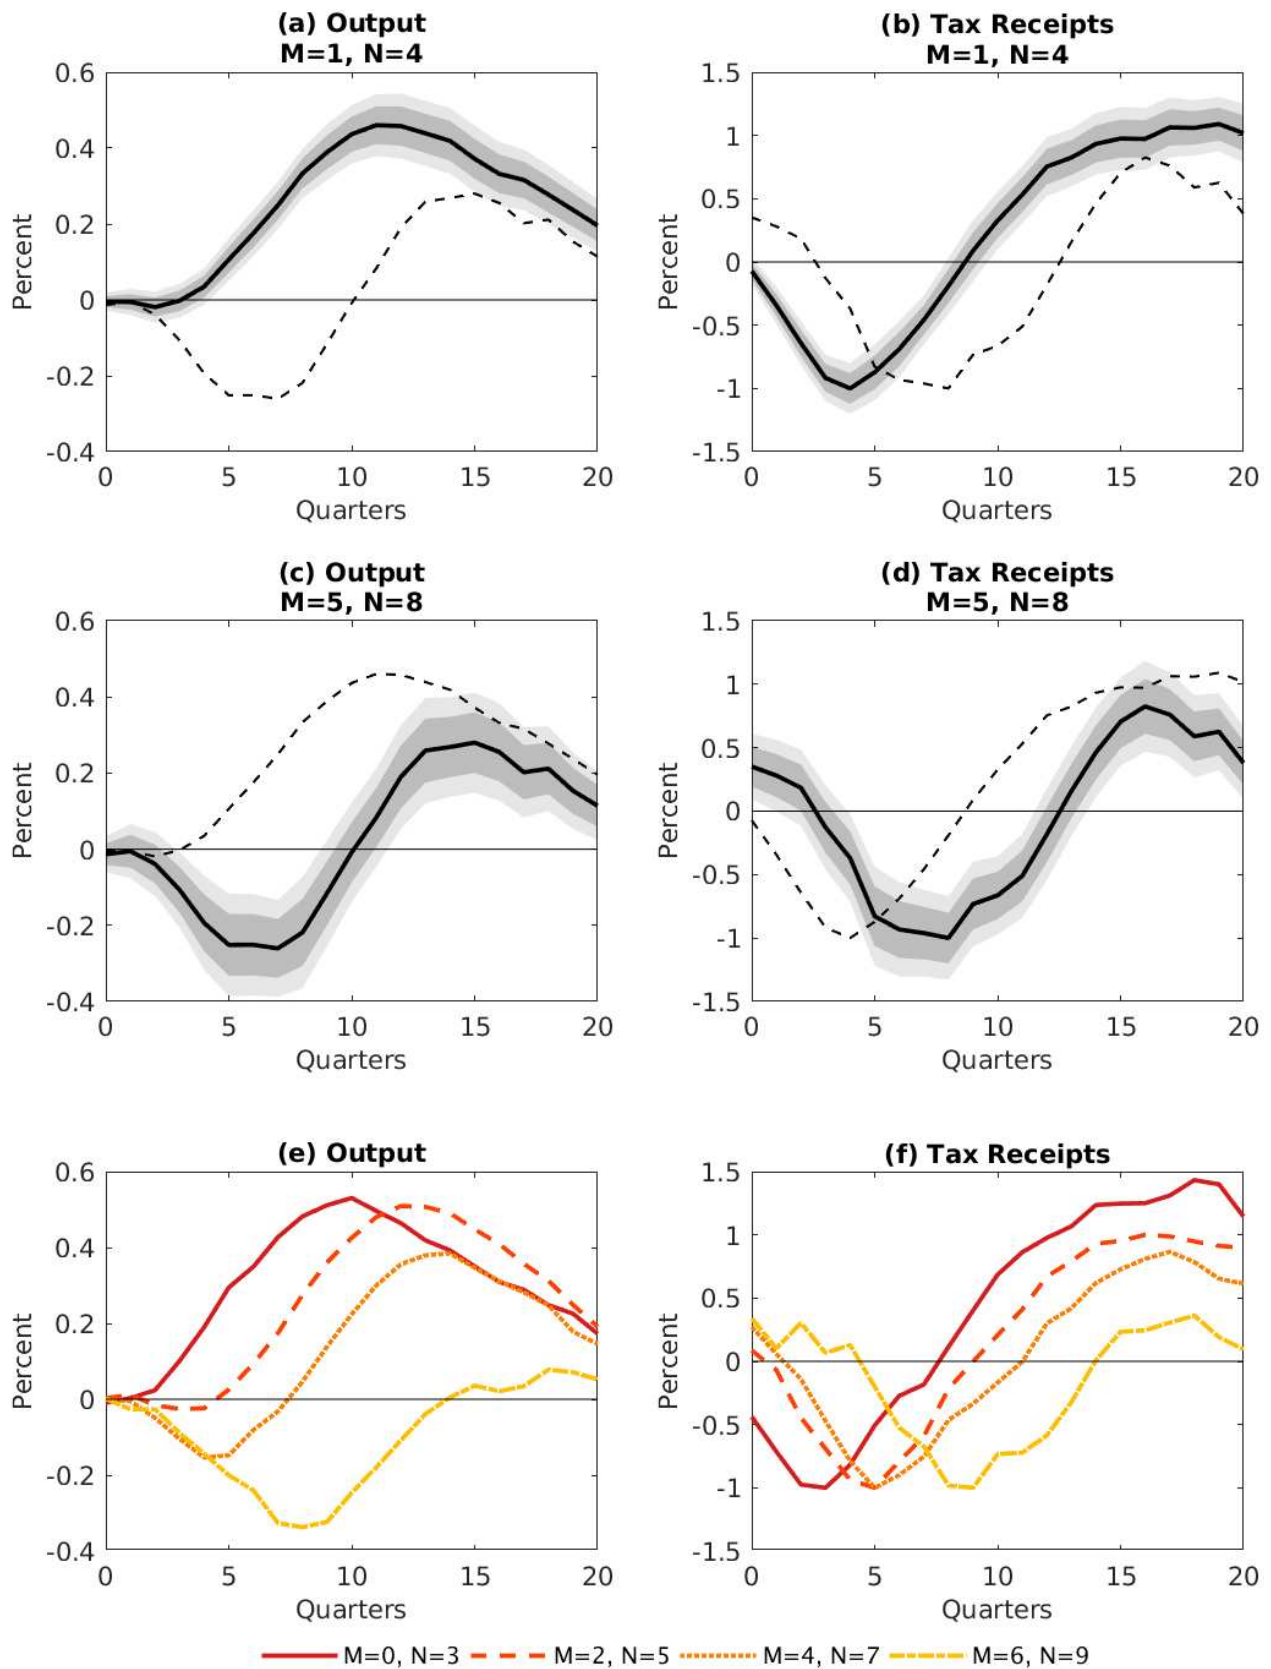 (a) Output
M=1, N=4
Percent
0.6
0.4
0.2
0
-0.2
-0.4
0 5 10 15 20
Quarters
(b) Tax Receipts
M=1, N=4
Percent
1.5
1
0.5
0
-0.5
-1
-1.5
0 5 10 15 20
Quarters
(c) Output
M=5, N=8
Percent
0.6
0.4
0.2
0
-0.2
-0.4
0 5 10 15 20
Quarters
(d) Tax Receipts
M=5, N=8
Percent
1.5
1
0.5
0
-0.5
-1
-1.5
0 5 10 15 20
Quarters
(e) Output
Percent
0.6
0.4
0.2
0
-0.2
-0.4
0 5 10 15 20
Quarters
(f) Tax Receipts
Percent
1.5
1
0.5
0
-0.5
-1
-1.5
0 5 10 15 20
Quarters
M=0, N=3 M=2, N=5 M=4, N=7 M=6, N=9